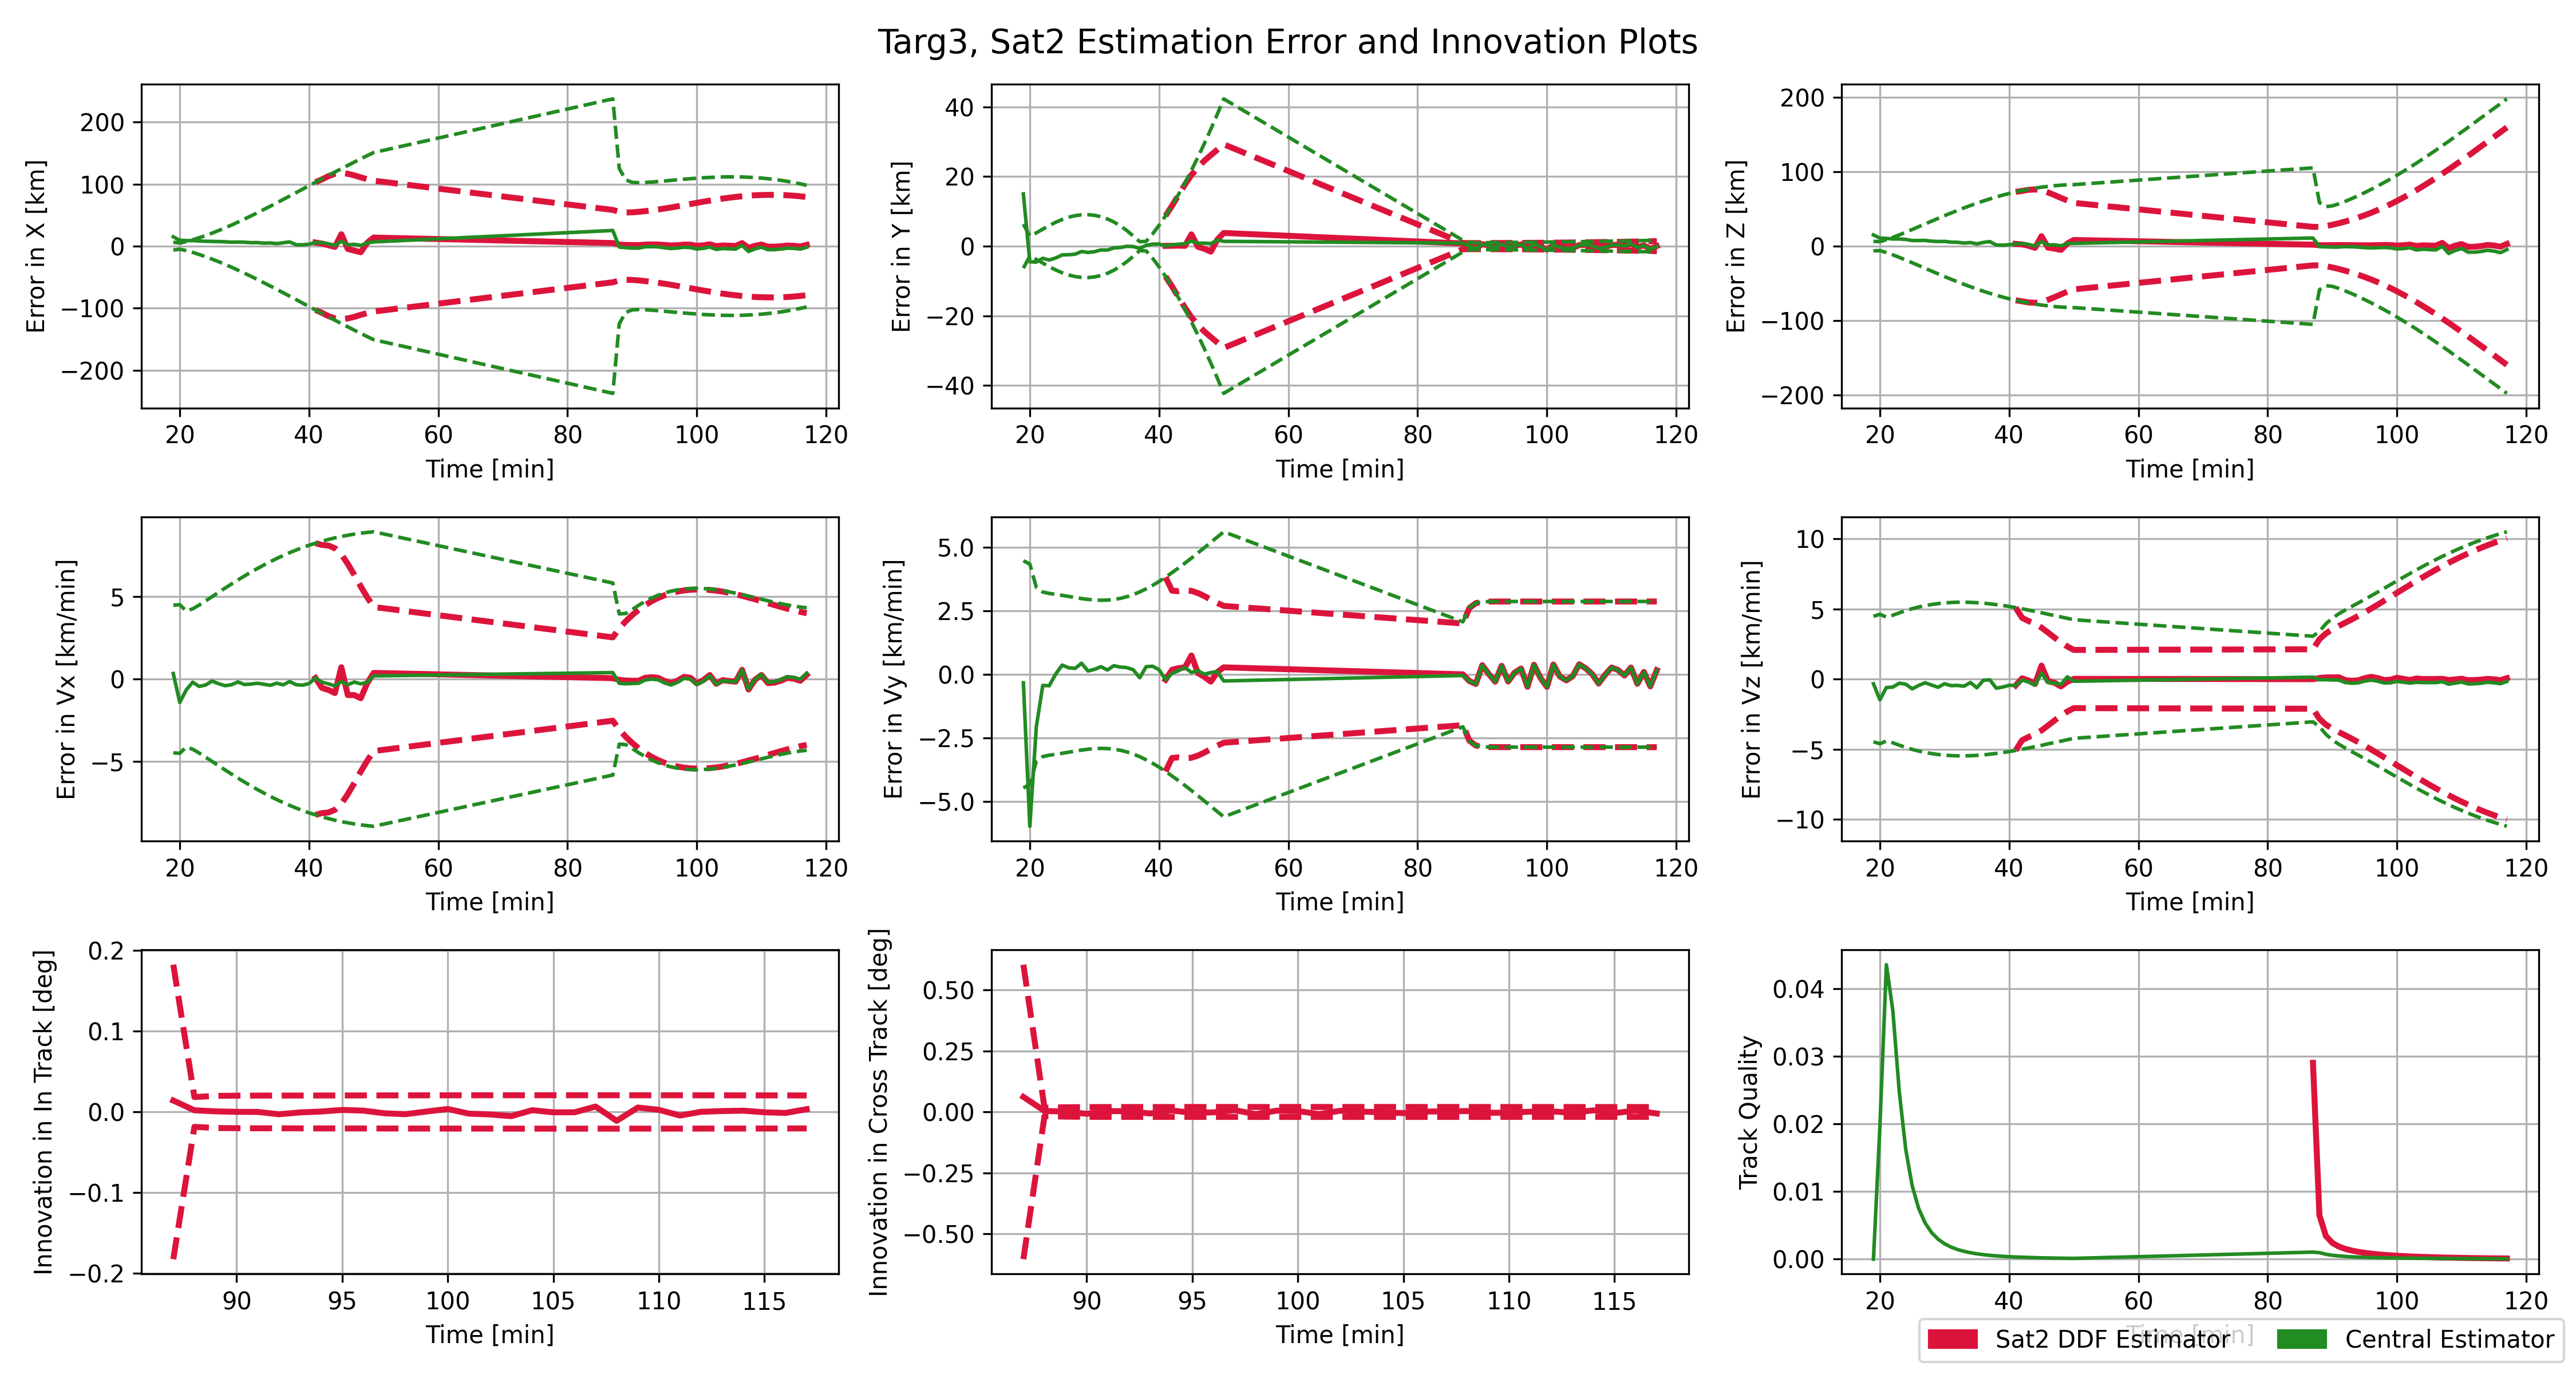 Targ3, Sat2 Estimation Error and Innovation Plots
Error in X [km]
200
100
0
−100
−200
20 40 60 80 100 120
Time [min]
Error in Y [km]
40
20
0
−20
−40
20 40 60 80 100 120
Time [min]
Error in Z [km]
200
100
0
−100
−200
20 40 60 80 100 120
Time [min]
Error in Vx [km/min]
5
0
−5
20 40 60 80 100 120
Time [min]
Error in Vy [km/min]
5.0
2.5
0.0
−2.5
−5.0
20 40 60 80 100 120
Time [min]
Error in Vz [km/min]
10
5
0
−5
−10
20 40 60 80 100 120
Time [min]
Innovation in In Track [deg]
0.2
0.1
0.0
−0.1
−0.2
90 95 100 105 110 115
Time [min]
Innovation in Cross Track [deg]
0.50
0.25
0.00
−0.25
−0.50
90 95 100 105 110 115
Time [min]
Track Quality
0.04
0.03
0.02
0.01
0.00
20 40 60 80 100 120
Time [min]
Sat2 DDF Estimator Central Estimator